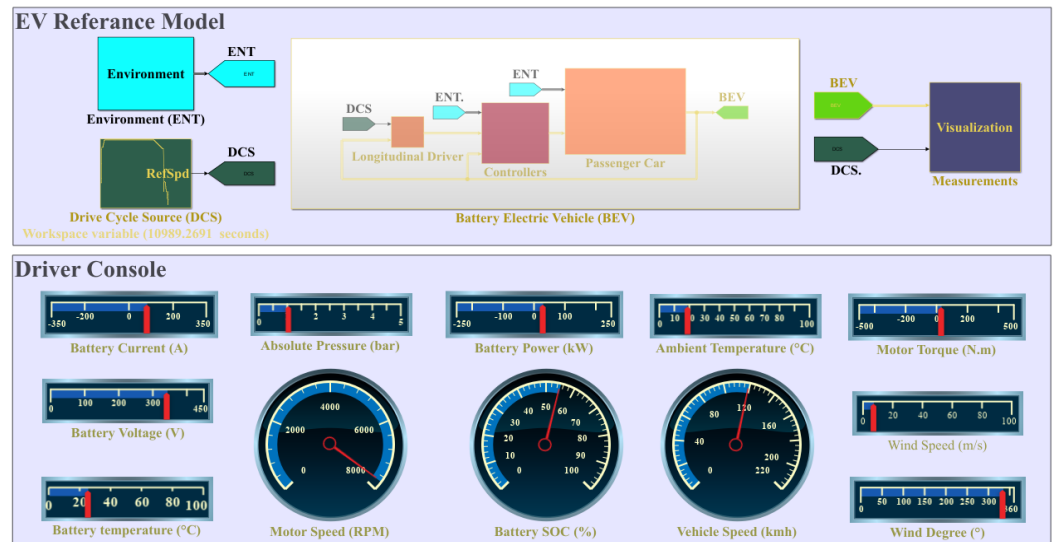 EV Referance Model
ENT
Environment
ENT
Environment (ENT)
DCS
RefSpd
DCS
Drive Cycle Source (DCS)
Workspace variable (10989.2691 seconds)
ENT
ENT.
DCS
BEV
Longitudinal Driver
Controllers
Passenger Car
Battery Electric Vehicle (BEV)
BEV
DCS
DCS.
Visualization
Measurements
Driver Console
-350 -200 0 200 350
Battery Current (A)
0 1 2 3 4 5
Absolute Pressure (bar)
-250 -100 0 100 250
Battery Power (kW)
0 10 30 40 50 60 70 80 100
Ambient Temperature (°C)
-500 -200 0 200 500
Motor Torque (N.m)
0 100 200 300 450
Battery Voltage (V)
0 2000 4000 6000 8000
Motor Speed (RPM)
0 10 20 30 40 50 60 70 80 90 100
Battery SOC (%)
0 40 80 120 160 200 220
Vehicle Speed (kmh)
0 20 40 60 80 100
Wind Speed (m/s)
0 20 40 60 80 100
Battery temperature (°C)
0 50 100 150 200 250 300 360
Wind Degree (°)